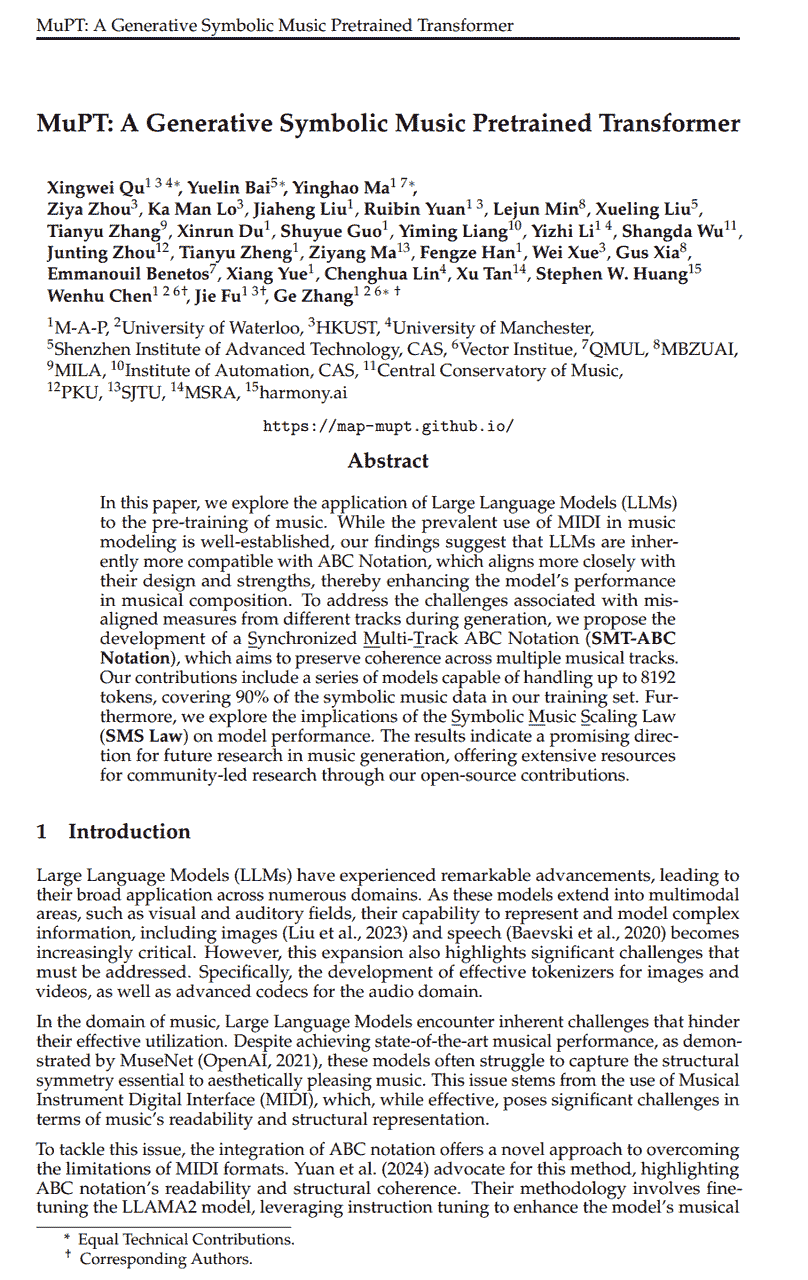 MuPT: A Generative Symbolic Music Pretrained Transformer
MuPT: A Generative Symbolic Music Pretrained Transformer
Xingwei Qu1 3 4*, Yuelin Bai5*, Yinghao Ma1 7*,
Ziya Zhou3, Ka Man Lo3, Jiaheng Liu1, Ruibin Yuan1 3, Lejun Min8, Xueling Liu5,
Tianyu Zhang9, Xinrun Du1, Shuyue Guo1, Yiming Liang10, Yizhi Li1 4, Shangda Wu11,
Junting Zhou12, Tianyu Zheng1, Ziyang Ma13, Fengze Han1, Wei Xue3, Gus Xia8,
Emmanouil Benetos7, Xiang Yue1, Chenghua Lin4, Xu Tan14, Stephen W. Huang15
Wenhu Chen1 2 6†, Jie Fu1 3†, Ge Zhang1 2 6* †
1M-A-P, 2University of Waterloo, 3HKUST, 4University of Manchester,
5Shenzhen Institute of Advanced Technology, CAS, 6Vector Institue, 7QMUL, 8MBZUAI,
9MILA, 10Institute of Automation, CAS, 11Central Conservatory of Music,
12PKU, 13SJTU, 14MSRA, 15harmony.ai
https://map-mupt.github.io/
Abstract
In this paper, we explore the application of Large Language Models (LLMs)
to the pre-training of music. While the prevalent use of MIDI in music
modeling is well-established, our findings suggest that LLMs are inher-
ently more compatible with ABC Notation, which aligns more closely with
their design and strengths, thereby enhancing the model's performance
in musical composition. To address the challenges associated with mis-
aligned measures from different tracks during generation, we propose the
development of a Synchronized Multi-Track ABC Notation (SMT-ABC
Notation), which aims to preserve coherence across multiple musical tracks.
Our contributions include a series of models capable of handling up to 8192
tokens, covering 90% of the symbolic music data in our training set. Fur-
thermore, we explore the implications of the Symbolic Music Scaling Law
(SMS Law) on model performance. The results indicate a promising direc-
tion for future research in music generation, offering extensive resources
for community-led research through our open-source contributions.
1 Introduction
Large Language Models (LLMs) have experienced remarkable advancements, leading to
their broad application across numerous domains. As these models extend into multimodal
areas, such as visual and auditory fields, their capability to represent and model complex
information, including images (Liu et al., 2023) and speech (Baevski et al., 2020) becomes
increasingly critical. However, this expansion also highlights significant challenges that
must be addressed. Specifically, the development of effective tokenizers for images and
videos, as well as advanced codecs for the audio domain.
In the domain of music, Large Language Models encounter inherent challenges that hinder
their effective utilization. Despite achieving state-of-the-art musical performance, as demon-
strated by MuseNet (OpenAI, 2021), these models often struggle to capture the structural
symmetry essential to aesthetically pleasing music. This issue stems from the use of Musical
Instrument Digital Interface (MIDI), which, while effective, poses significant challenges in
terms of music's readability and structural representation.
To tackle this issue, the integration of ABC notation offers a novel approach to overcoming
the limitations of MIDI formats. Yuan et al. (2024) advocate for this method, highlighting
ABC notation's readability and structural coherence. Their methodology involves fine-
tuning the LLAMA2 model, leveraging instruction tuning to enhance the model's musical
* Equal Technical Contributions.
† Corresponding Authors.